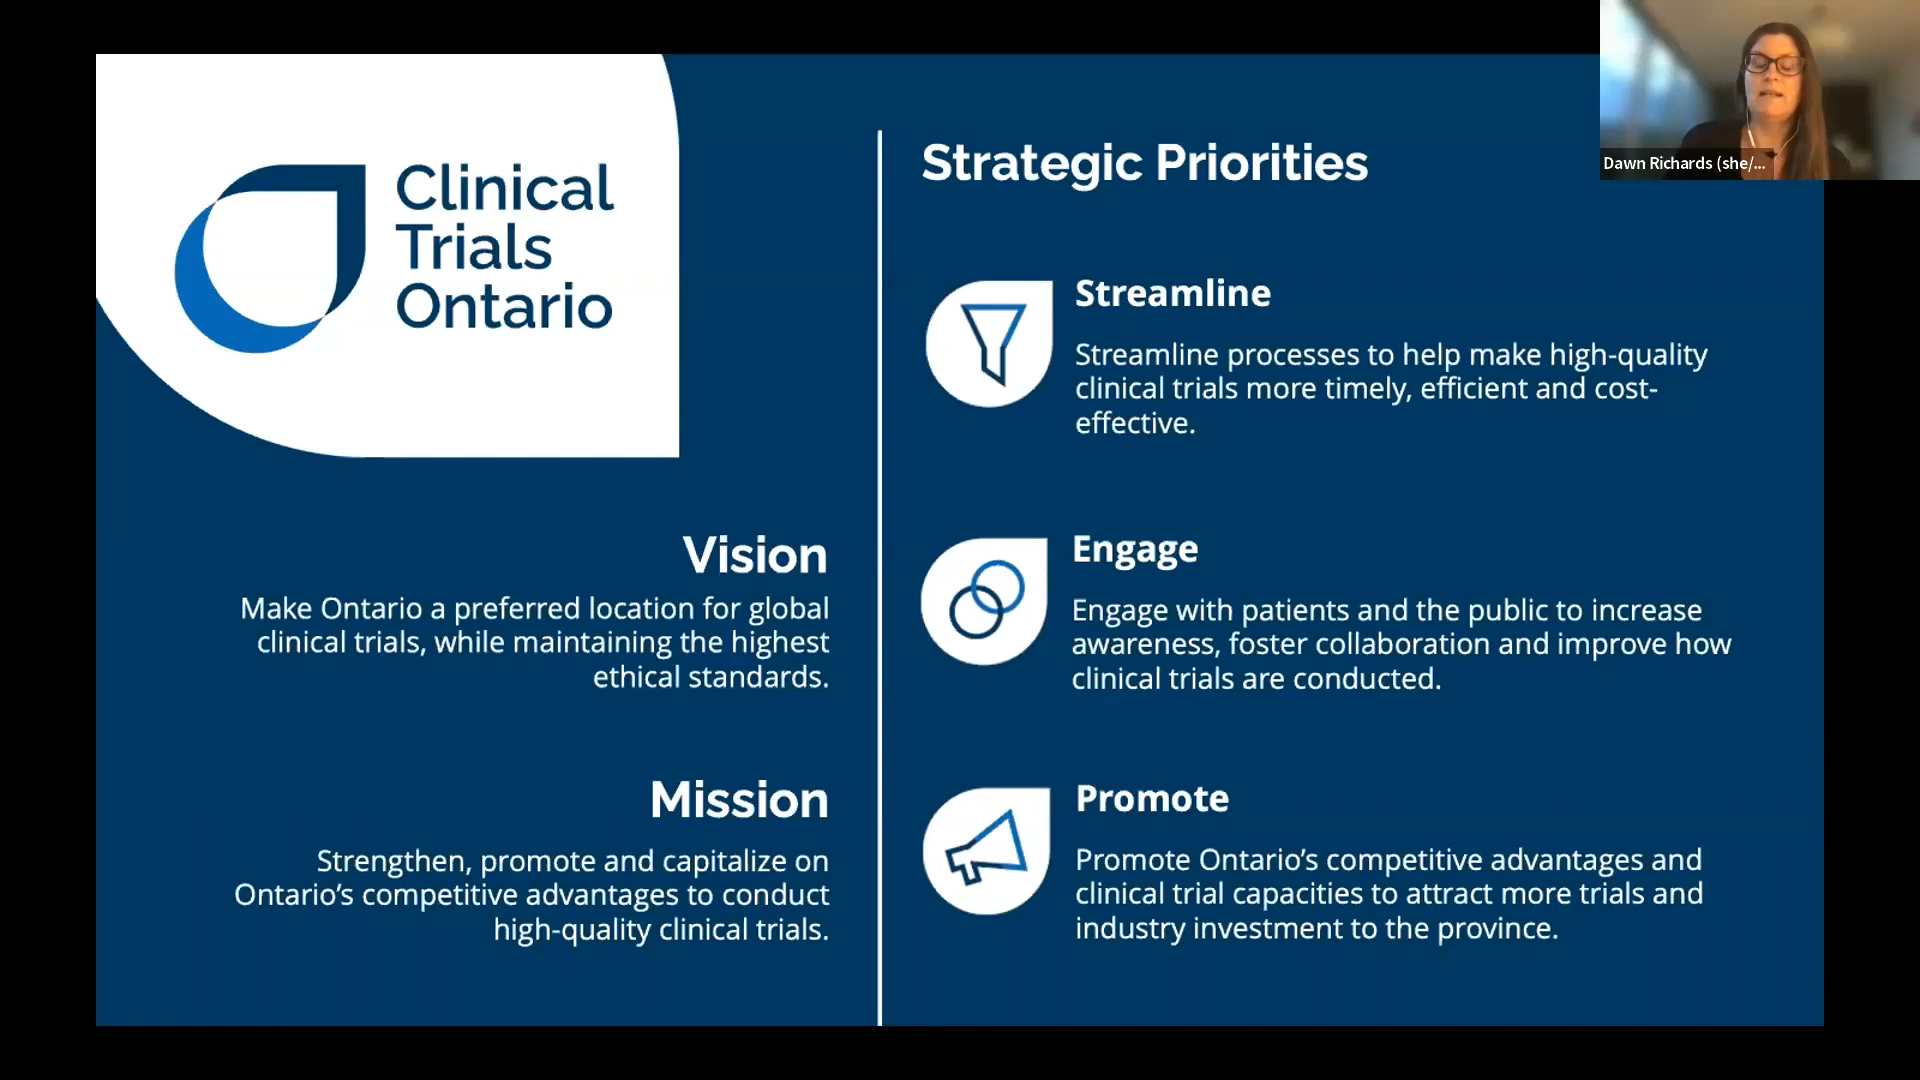 Clinical
Trials
Ontario
Vision
Make Ontario a preferred location for global
clinical trials, while maintaining the highest
ethical standards.
Mission
Strengthen, promote and capitalize on
Ontario’s competitive advantages to conduct
high-quality clinical trials.
Strategic Priorities
Streamline
Streamline processes to help make high-quality
clinical trials more timely, efficient and cost-
effective.
Engage
Engage with patients and the public to increase
awareness, foster collaboration and improve how
clinical trials are conducted.
Promote
Promote Ontario’s competitive advantages and
clinical trial capacities to attract more trials and
industry investment to the province.
Dawn Richards (she/...